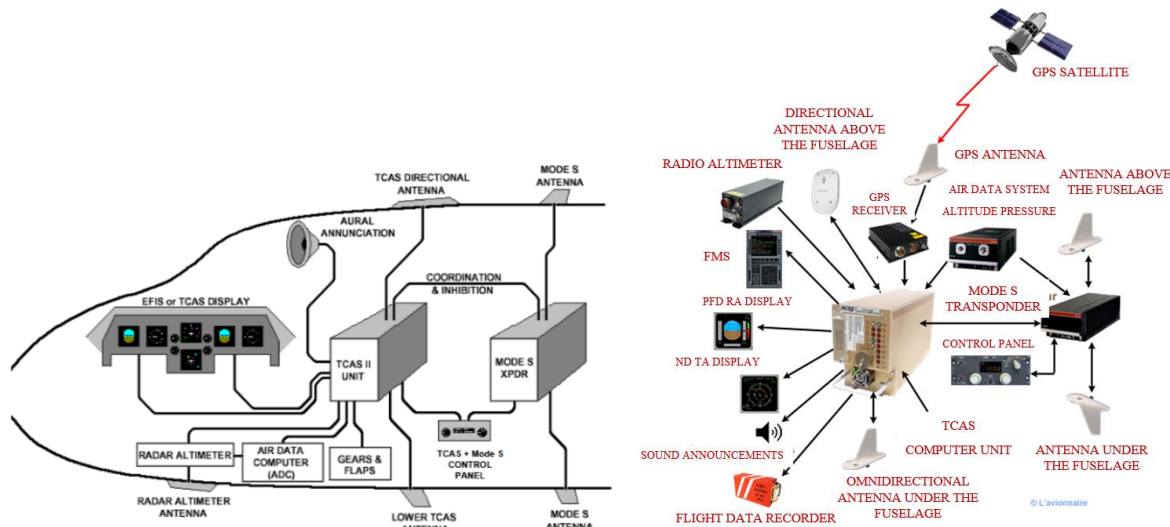 TCAS DIRECTIONAL
ANTENNA
MODE S
ANTENNA
AURAL
ANNUNCIATION
COORDINATION
& INHIBITION
EFIS or TCAS DISPLAY
TCAS II
UNIT
MODE S
XPDR
RADAR ALTIMETER
AIR DATA
COMPUTER
(ADC)
GEARS &
FLAPS
TCAS + Mode S
CONTROL
PANEL
RADAR ALTIMETER
ANTENNA
LOWER TCAS
ANTENNA
MODE S
ANTENNA
GPS SATELLITE
DIRECTIONAL
ANTENNA ABOVE
THE FUSELAGE
GPS ANTENNA
ANTENNA ABOVE
THE FUSELAGE
RADIO ALTIMETER
GPS
RECEIVER
AIR DATA SYSTEM
ALTITUDE PRESSURE
FMS
MODE S
TRANSPONDER
ur
PFD RA DISPLAY
CONTROL PANEL
ND TA DISPLAY
TCAS
COMPUTER UNIT
SOUND ANNOUNCEMENTS
ANTENNA UNDER
THE FUSELAGE
OMNIDIRECTIONAL
ANTENNA UNDER THE
FUSELAGE
FLIGHT DATA RECORDER
© L'avionnaire